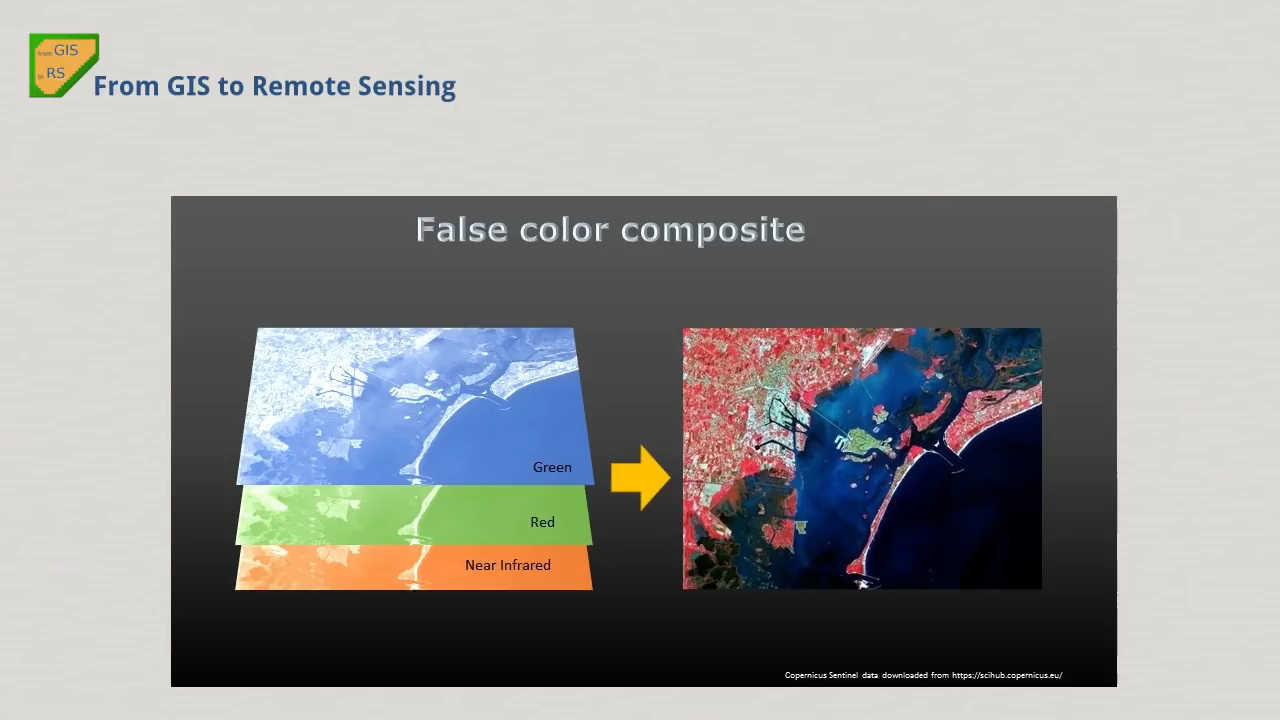 from GIS
to RS
From GIS to Remote Sensing
False color composite
Green
Red
Near Infrared
Copernicus Sentinel data downloaded from https://scihub.copernicus.eu/